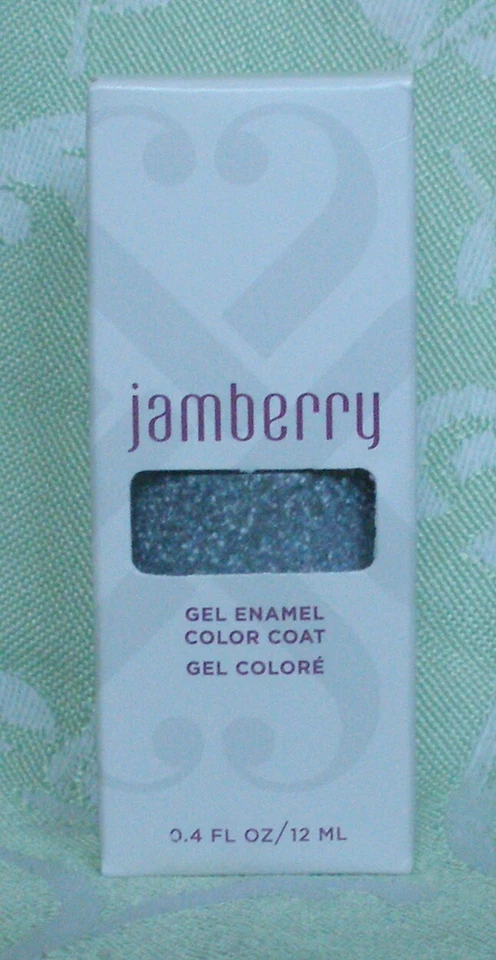 jamberry
GEL ENAMEL
COLOR COAT
GEL COLORÉ
0.4 FL OZ/12 ML